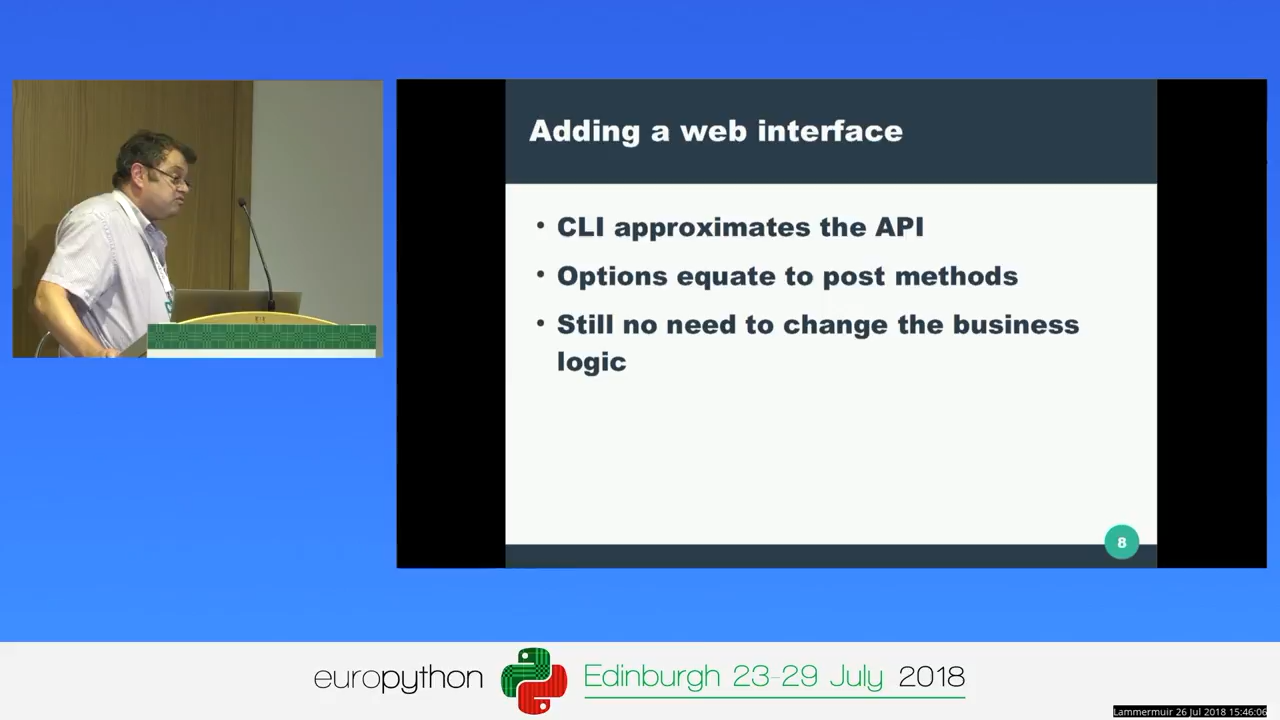 Adding a web interface
• CLI approximates the API
• Options equate to post methods
• Still no need to change the business
logic
8
europython
Edinburgh 23-29 July 2018
Lammermuir 26 Jul 2018 15:46:06